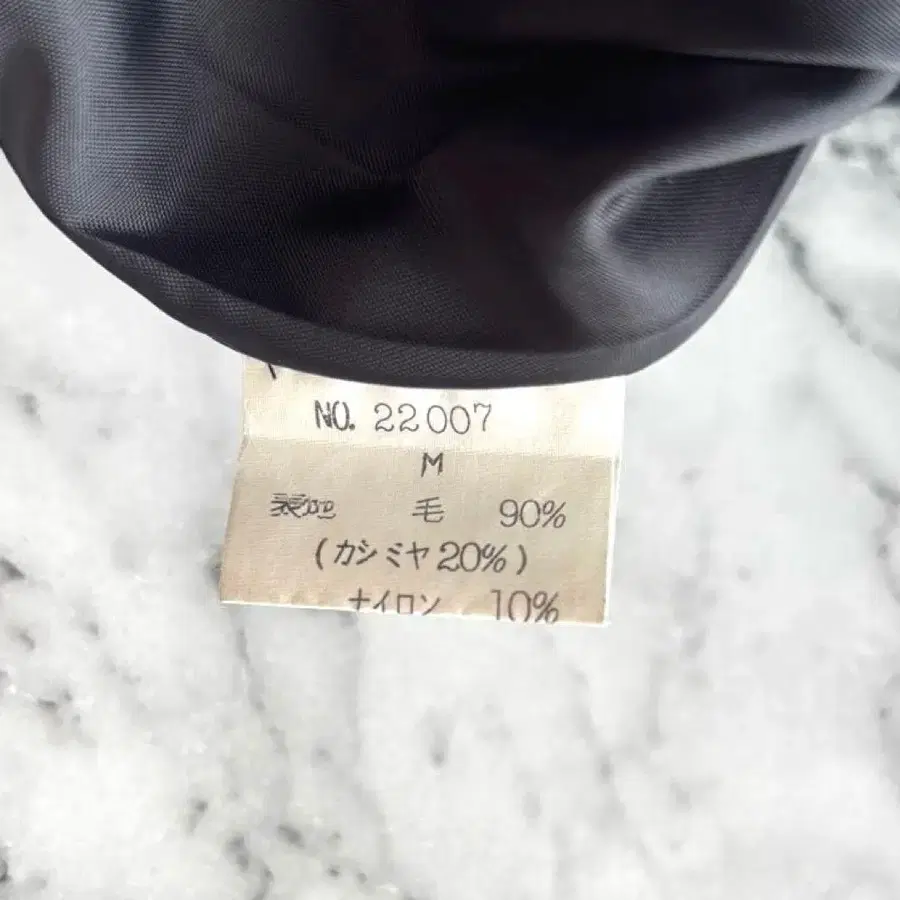 NO. 22007
M
表地 毛 90%
(カシミヤ20%)
ナイロン 10%